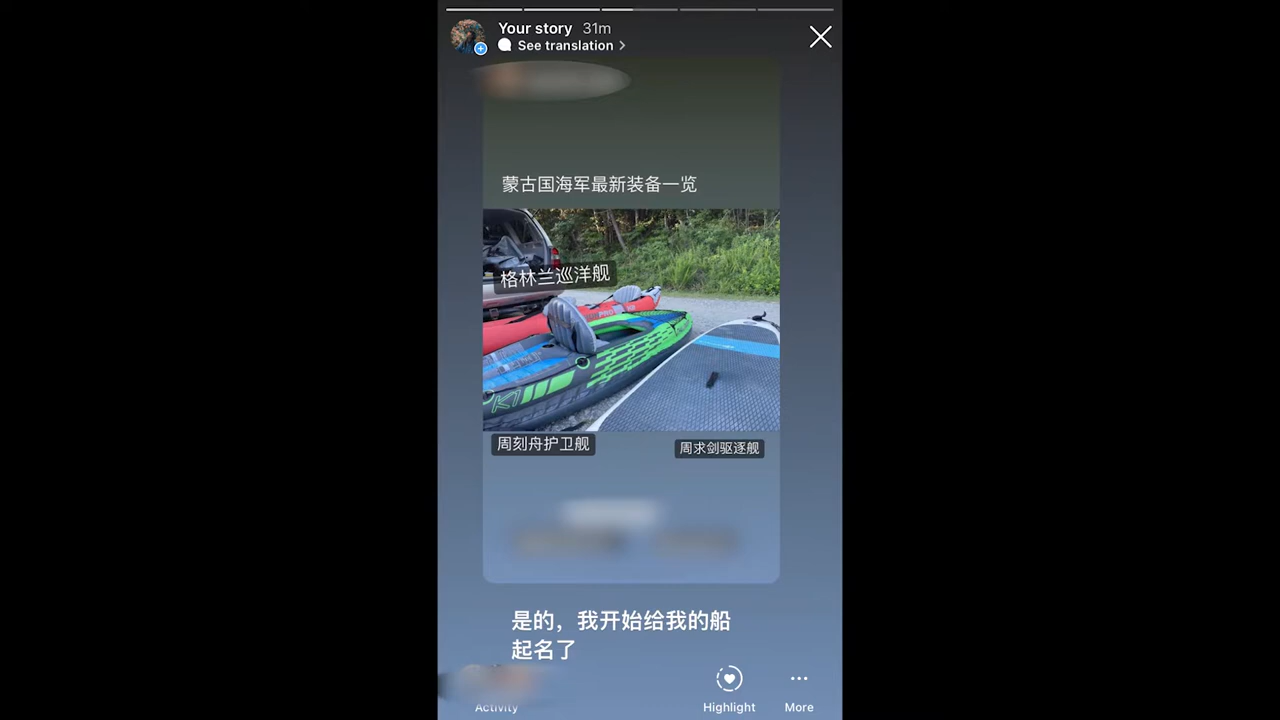 Your story 31m
See translation
蒙古国海军最新装备一览
格林兰巡洋舰
周刻舟护卫舰
周求剑驱逐舰
是的，我开始给我的船
起名了
Activity
Highlight
More